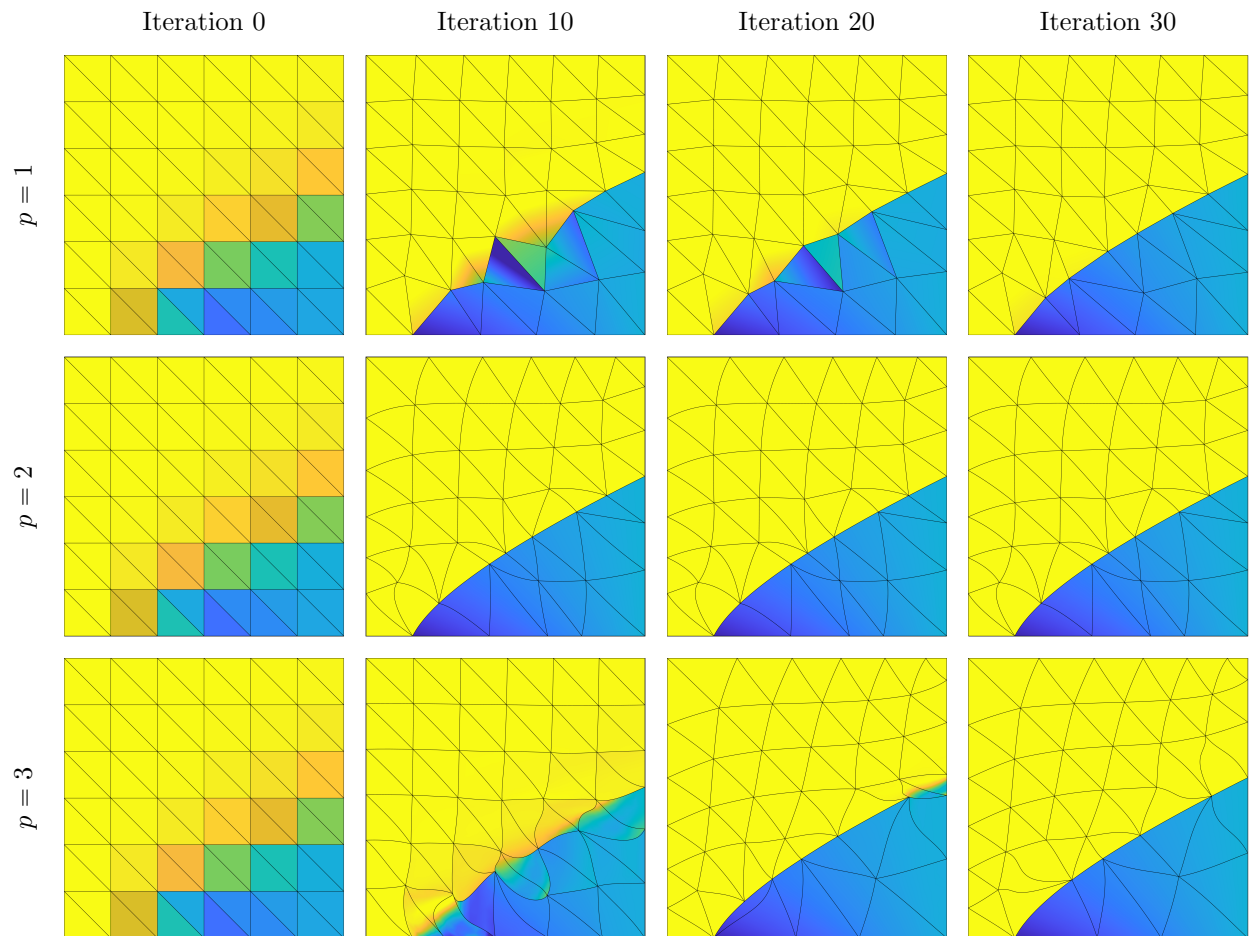 Iteration 0
Iteration 10
Iteration 20
Iteration 30
p = 1
p = 2
p = 3